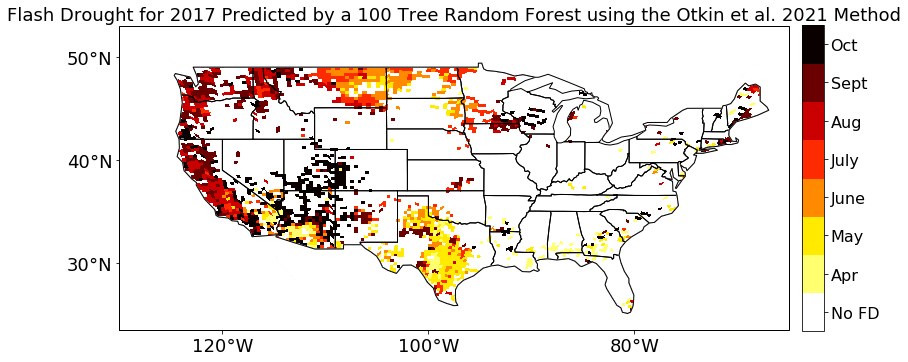 Flash Drought for 2017 Predicted by a 100 Tree Random Forest using the Otkin et al. 2021 Method
50°N
40°N
30°N
120°W
100°W
80°W
Oct
Sept
Aug
July
June
May
Apr
No FD